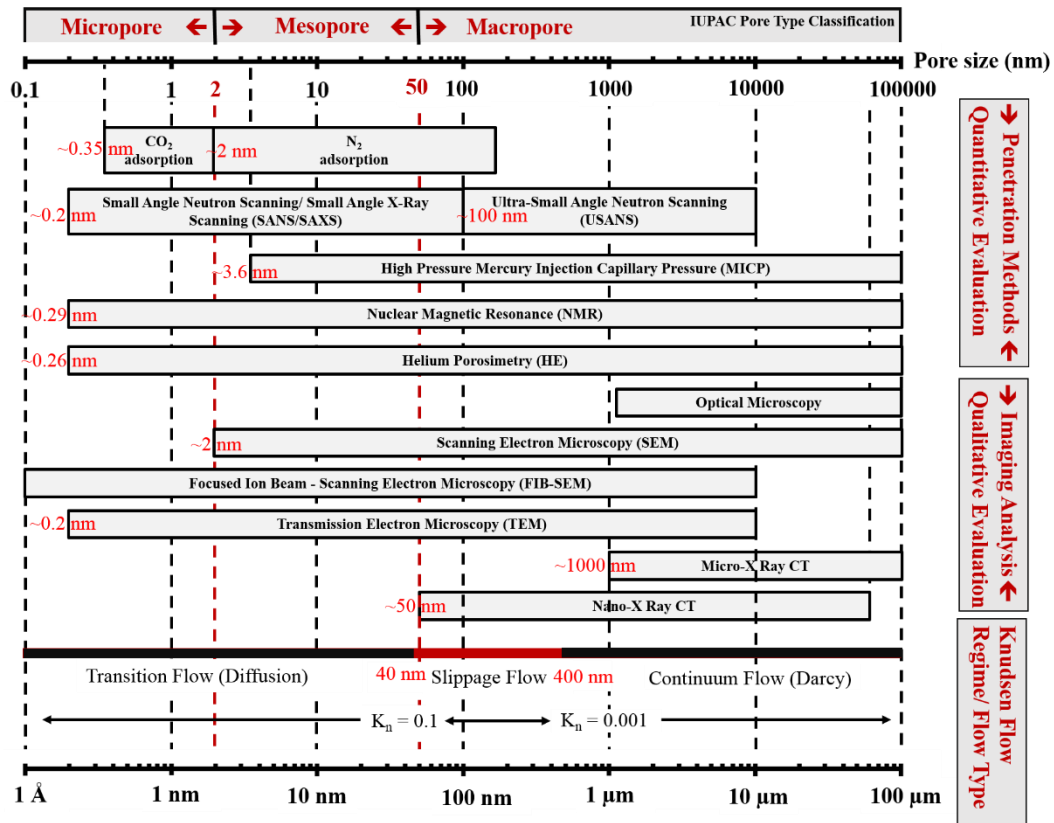 Micropore
Mesopore
Macropore
IUPAC Pore Type Classification
Pore size (nm)
0.1
1
2
10
50
100
1000
10000
100000
~0.35 nm
CO₂
adsorption
~2 nm
N₂
adsorption
~0.2 nm
Small Angle Neutron Scanning/ Small Angle X-Ray
Scanning (SANS/SAXS)
~100 nm
Ultra-Small Angle Neutron Scanning
(USANS)
~3.6 nm
High Pressure Mercury Injection Capillary Pressure (MICP)
~0.29 nm
Nuclear Magnetic Resonance (NMR)
~0.26 nm
Helium Porosimetry (HE)
Optical Microscopy
~2 nm
Scanning Electron Microscopy (SEM)
Focused Ion Beam - Scanning Electron Microscopy (FIB-SEM)
~0.2 nm
Transmission Electron Microscopy (TEM)
~1000 nm
Micro-X Ray CT
~50 nm
Nano-X Ray CT
Transition Flow (Diffusion)
40 nm
Slippage Flow
400 nm
Continuum Flow (Darcy)
Kₙ = 0.1
Kₙ = 0.001
1 Å
1 nm
10 nm
100 nm
1 µm
10 µm
100 µm
Penetration Methods
Quantitative Evaluation
Imaging Analysis
Qualitative Evaluation
Knudsen Flow
Regime/ Flow Type